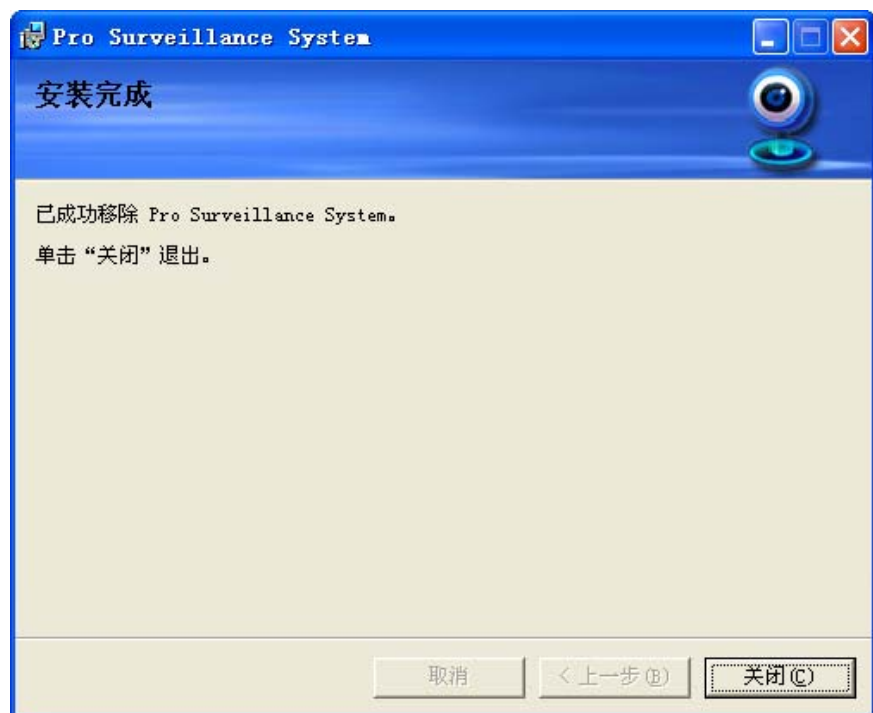 Pro Surveillance System
安装完成
已成功移除 Pro Surveillance System。
单击“关闭”退出。
取消
< 上一步(B)
关闭(C)